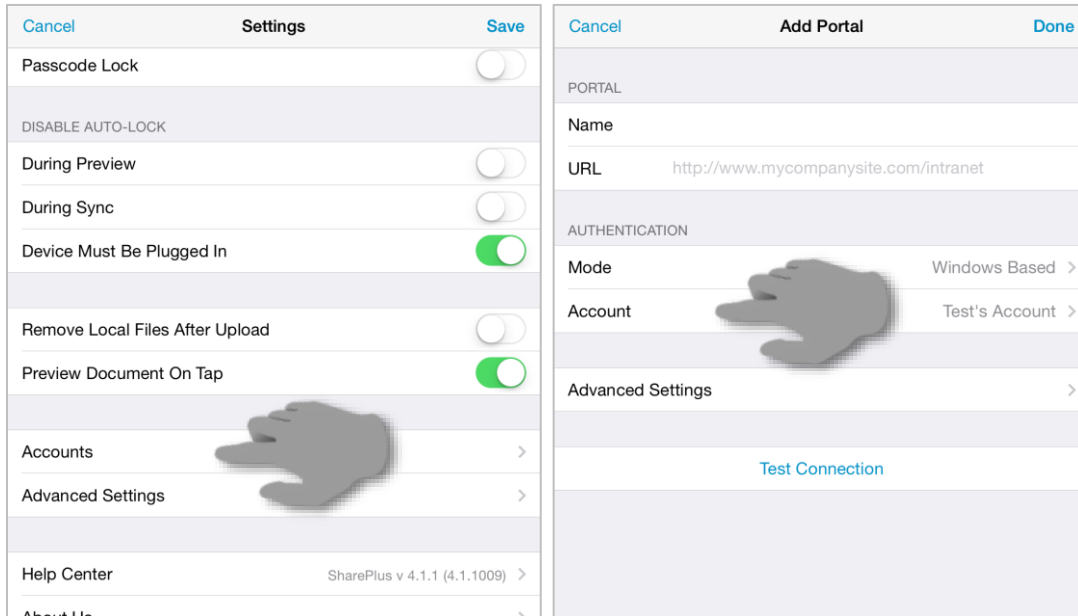 Cancel Settings Save
Passcode Lock
DISABLE AUTO-LOCK
During Preview
During Sync
Device Must Be Plugged In
Remove Local Files After Upload
Preview Document On Tap
Accounts
Advanced Settings
Help Center SharePlus v 4.1.1 (4.1.1009)
About Us
Cancel Add Portal Done
PORTAL
Name
URL http://www.mycompanysite.com/intranet
AUTHENTICATION
Mode Windows Based
Account Test's Account
Advanced Settings
Test Connection